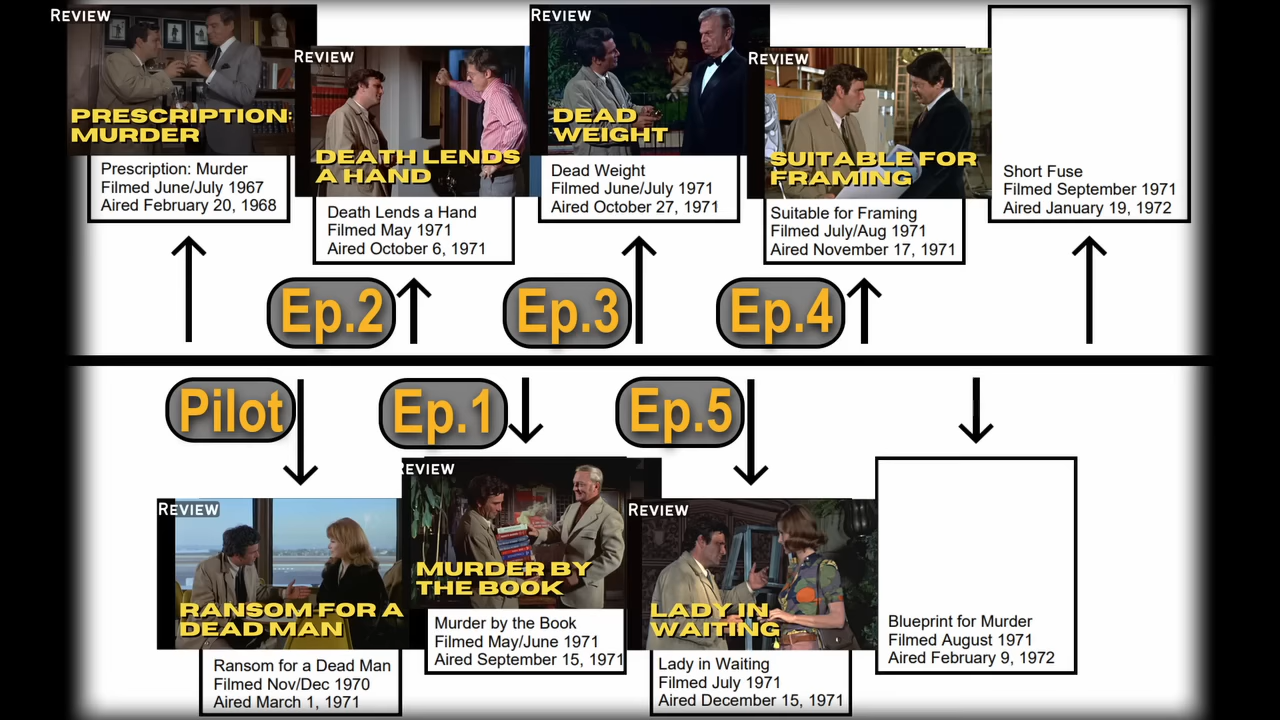 REVIEW
PRESCRIPTION:
MURDER
Prescription: Murder
Filmed June/July 1967
Aired February 20, 1968
REVIEW
DEATH LENDS
A HAND
Death Lends a Hand
Filmed May 1971
Aired October 6, 1971
REVIEW
DEAD
WEIGHT
Dead Weight
Filmed June/July 1971
Aired October 27, 1971
REVIEW
SUITABLE FOR
FRAMING
Suitable for Framing
Filmed July/Aug 1971
Aired November 17, 1971
Short Fuse
Filmed September 1971
Aired January 19, 1972
Ep.2
Ep.3
Ep.4
Pilot
Ep.1
Ep.5
REVIEW
RANSOM FOR A
DEAD MAN
Ransom for a Dead Man
Filmed Nov/Dec 1970
Aired March 1, 1971
REVIEW
MURDER BY
THE BOOK
Murder by the Book
Filmed May/June 1971
Aired September 15, 1971
REVIEW
LADY IN
WAITING
Lady in Waiting
Filmed July 1971
Aired December 15, 1971
Blueprint for Murder
Filmed August 1971
Aired February 9, 1972